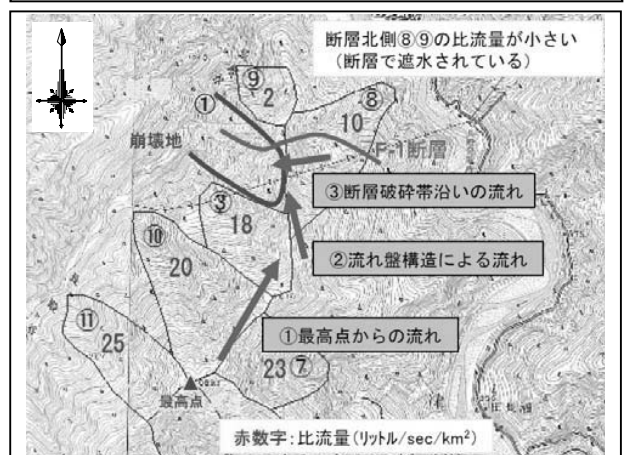 断層北側⑧⑨の比流量が小さい
(断層で遮水されている)
⑨
2
⑧
10
①
崩壊地
F-1断層
③断層破砕帯沿いの流れ
③
18
⑩
20
②流れ盤構造による流れ
⑪
25
①最高点からの流れ
23⑦
最高点
赤数字:比流量(リットル/sec/km²)